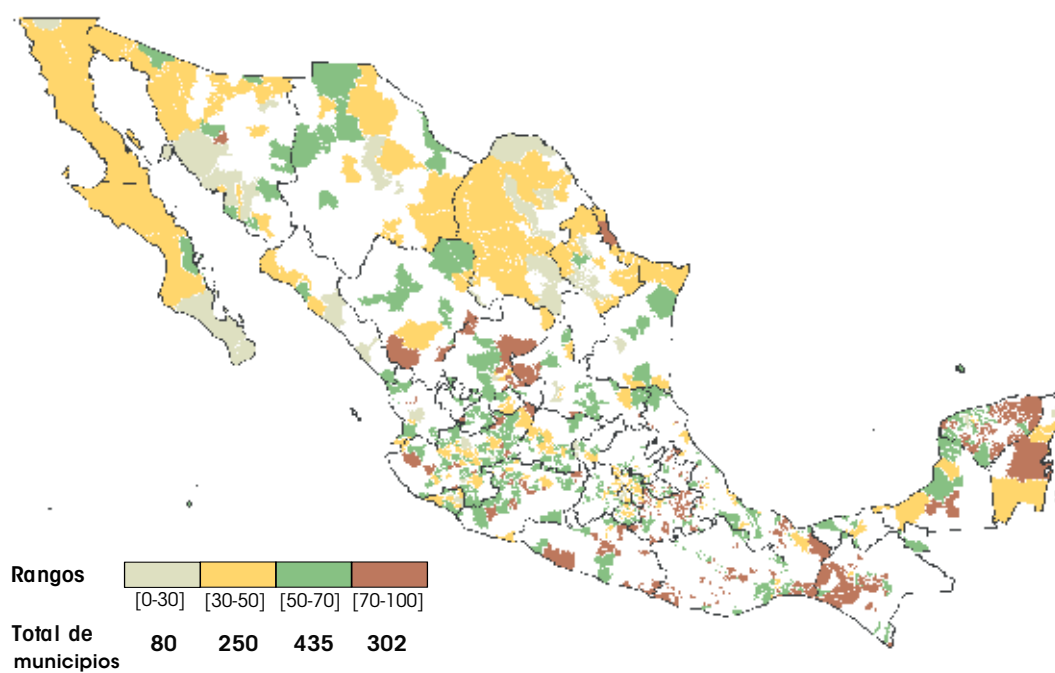 Rangos
[0-30] [30-50] [50-70] [70-100]
Total de
municipios
80 250 435 302